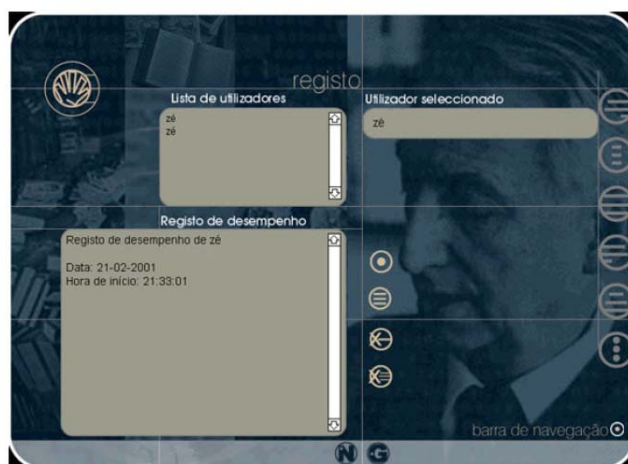 registo
Lista de utilizadores
zé
zé
Utilizador seleccionado
zé
Registo de desempenho
Registo de desempenho de zé
Data: 21-02-2001
Hora de início: 21:33:01
barra de navegação
N G